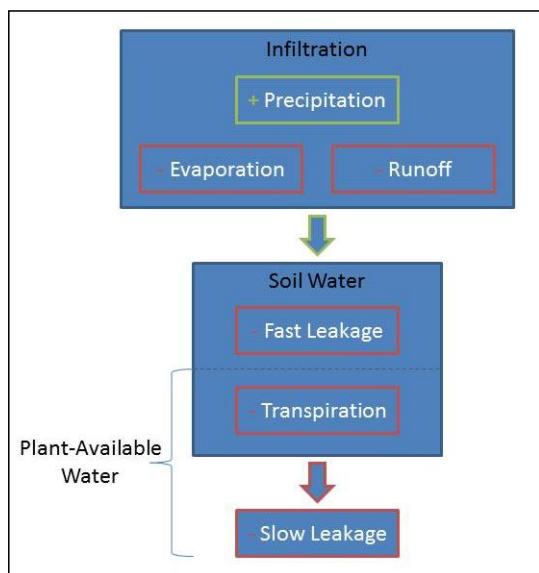 Infiltration
+ Precipitation
- Evaporation
- Runoff
Soil Water
- Fast Leakage
- Transpiration
Plant-Available
Water
- Slow Leakage